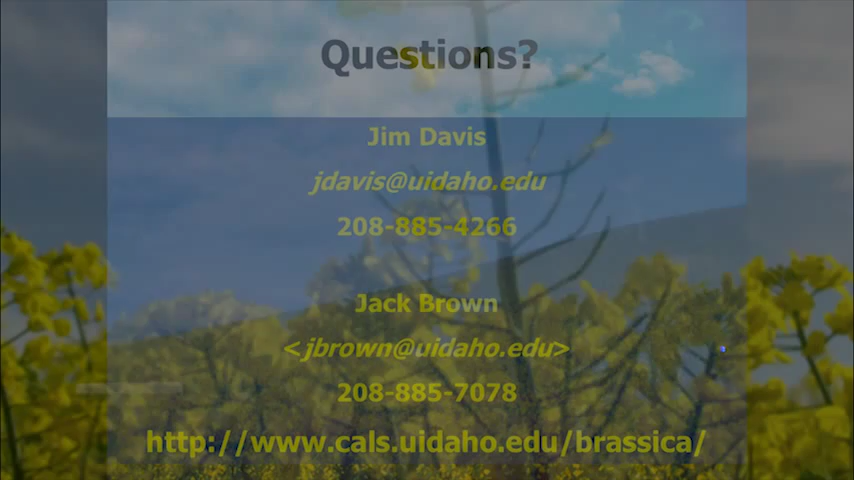 Questions?
Jim Davis
jdavis@uidaho.edu
208-885-4266
Jack Brown
<jbrown@uidaho.edu>
208-885-7078
http://www.cals.uidaho.edu/brassica/